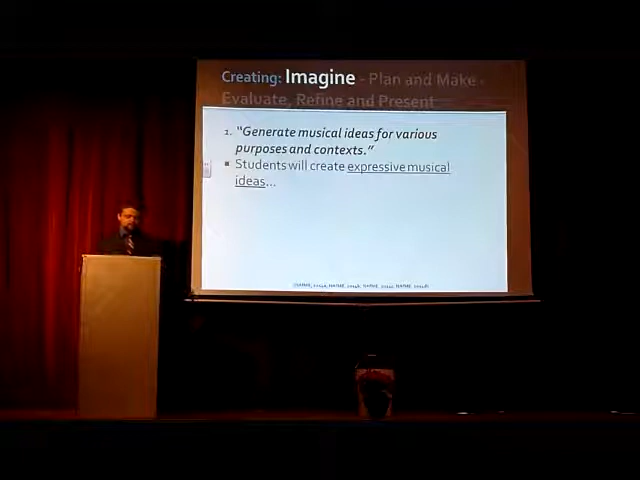 Creating: Imagine - Plan and Make -
Evaluate, Refine and Present
1. "Generate musical ideas for various
purposes and contexts."
▪ Students will create expressive musical
ideas...